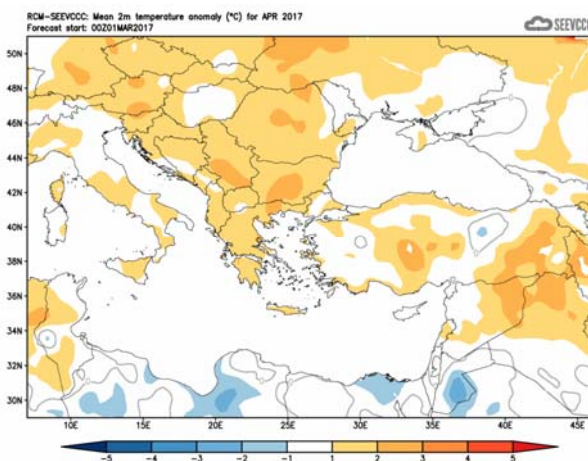 RCM-SEEVCCC: Mean 2m temperature anomaly (°C) for APR 2017
Forecast start: 00Z01MAR2017
SEEVCCC
50N
48N
46N
44N
42N
40N
38N
36N
34N
32N
30N
10E 15E 20E 25E 30E 35E 40E 45E
-5 -4 -3 -2 -1 1 2 3 4 5